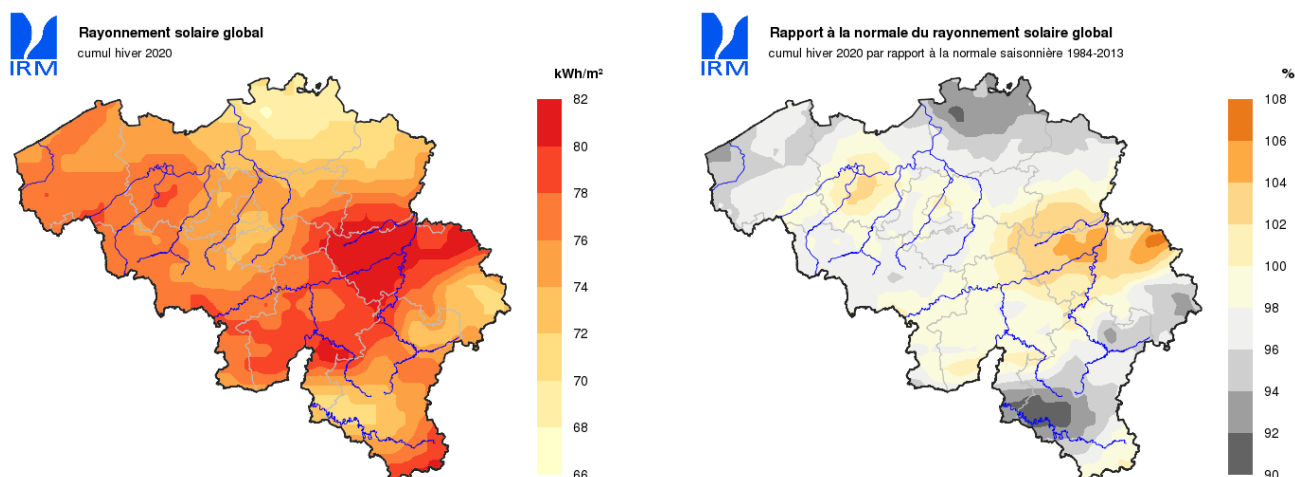 IRM
Rayonnement solaire global
cumul hiver 2020
kWh/m²
82
80
78
76
74
72
70
68
66
IRM
Rapport à la normale du rayonnement solaire global
cumul hiver 2020 par rapport à la normale saisonnière 1984-2013
%
108
106
104
102
100
98
96
94
92
90